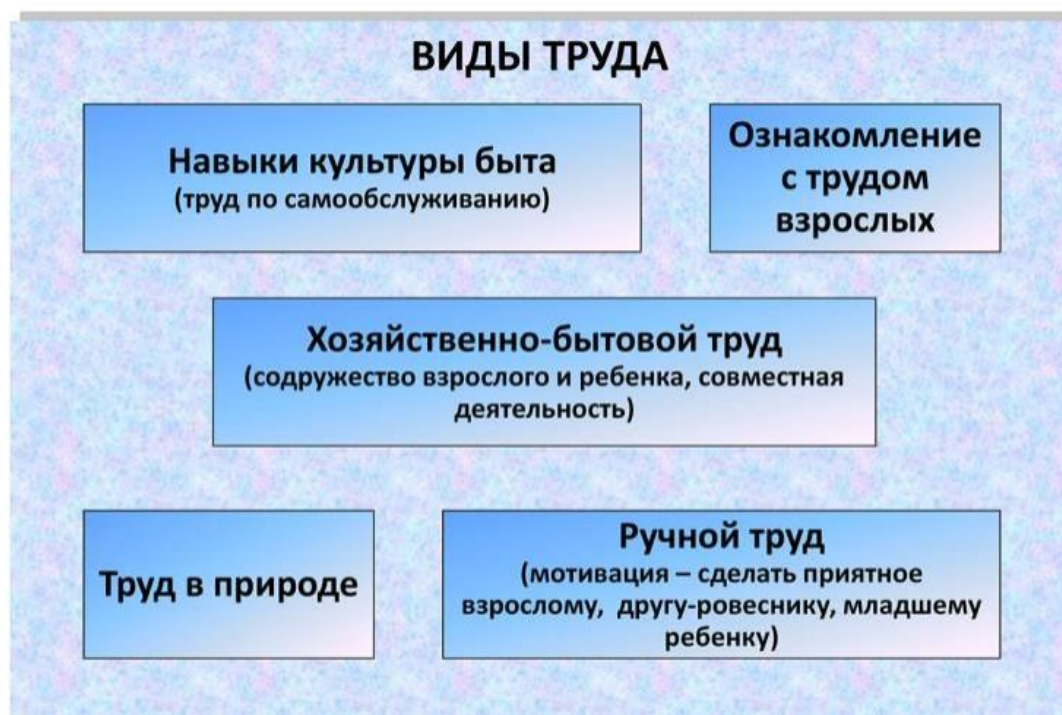 ВИДЫ ТРУДА
Навыки культуры быта
(труд по самообслуживанию)
Ознакомление
с трудом
взрослых
Хозяйственно-бытовой труд
(содружество взрослого и ребенка, совместная
деятельность)
Труд в природе
Ручной труд
(мотивация – сделать приятное
взрослому, другу-ровеснику, младшему
ребенку)